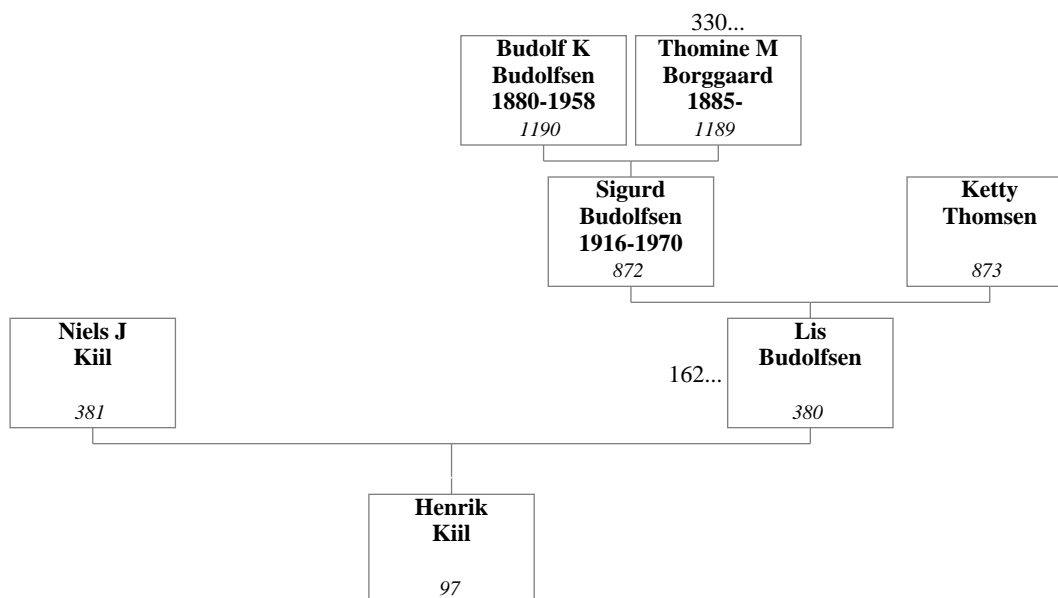 330...
Budolf K
Budolfsen
1880-1958
1190
Thomine M
Borggaard
1885-
1189
Sigurd
Budolfsen
1916-1970
872
Ketty
Thomsen
873
Niels J
Kiil
381
162...
Lis
Budolfsen
380
Henrik
Kiil
97